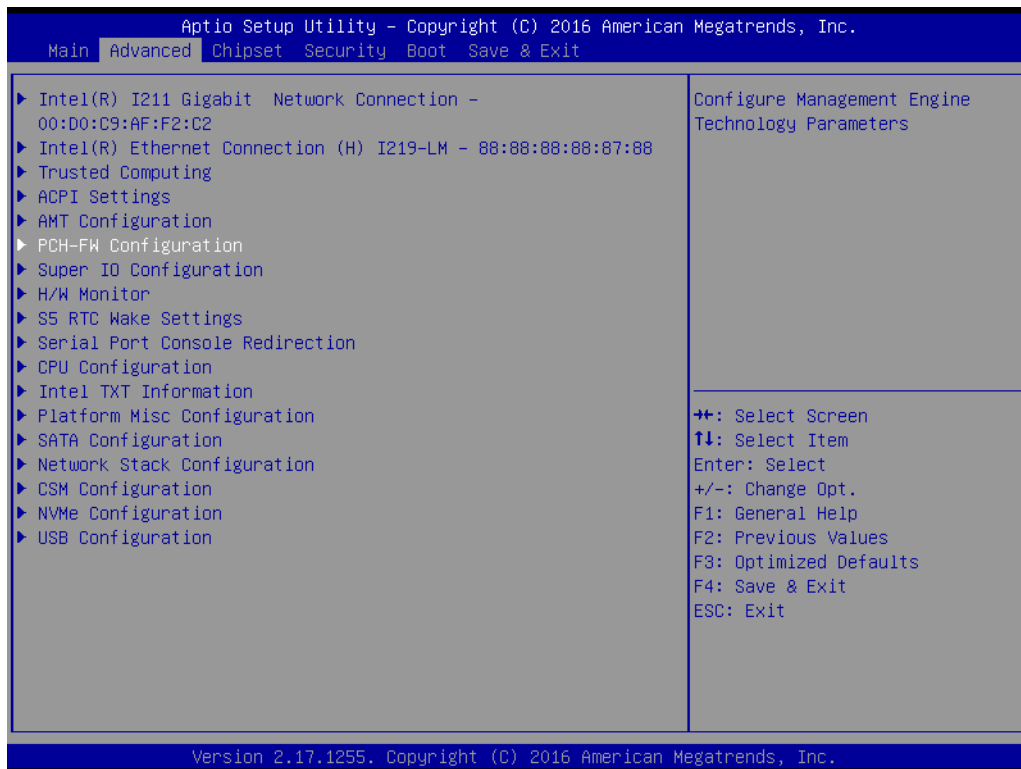 Aptio Setup Utility – Copyright (C) 2016 American Megatrends, Inc.
Main Advanced Chipset Security Boot Save & Exit
▶ Intel(R) I211 Gigabit  Network Connection –
00:D0:C9:AF:F2:C2
▶ Intel(R) Ethernet Connection (H) I219–LM – 88:88:88:88:87:88
▶ Trusted Computing
▶ ACPI Settings
▶ AMT Configuration
▶ PCH–FW Configuration
▶ Super IO Configuration
▶ H/W Monitor
▶ S5 RTC Wake Settings
▶ Serial Port Console Redirection
▶ CPU Configuration
▶ Intel TXT Information
▶ Platform Misc Configuration
▶ SATA Configuration
▶ Network Stack Configuration
▶ CSM Configuration
▶ NVMe Configuration
▶ USB Configuration
Configure Management Engine
Technology Parameters
→←: Select Screen
↑↓: Select Item
Enter: Select
+/–: Change Opt.
F1: General Help
F2: Previous Values
F3: Optimized Defaults
F4: Save & Exit
ESC: Exit
Version 2.17.1255. Copyright (C) 2016 American Megatrends, Inc.